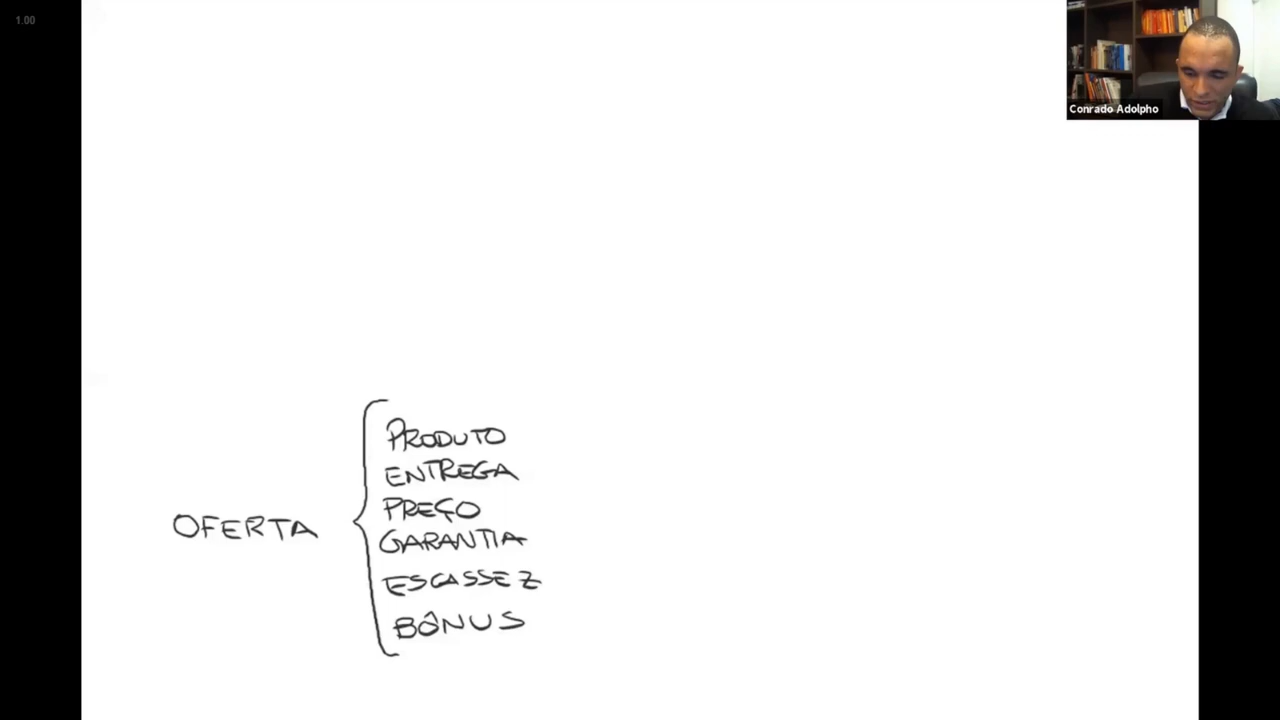 1.00
Conrado Adolpho
PRODUTO
ENTREGA
PREÇO
GARANTIA
OFERTA
ESCASSEZ
BÔNUS